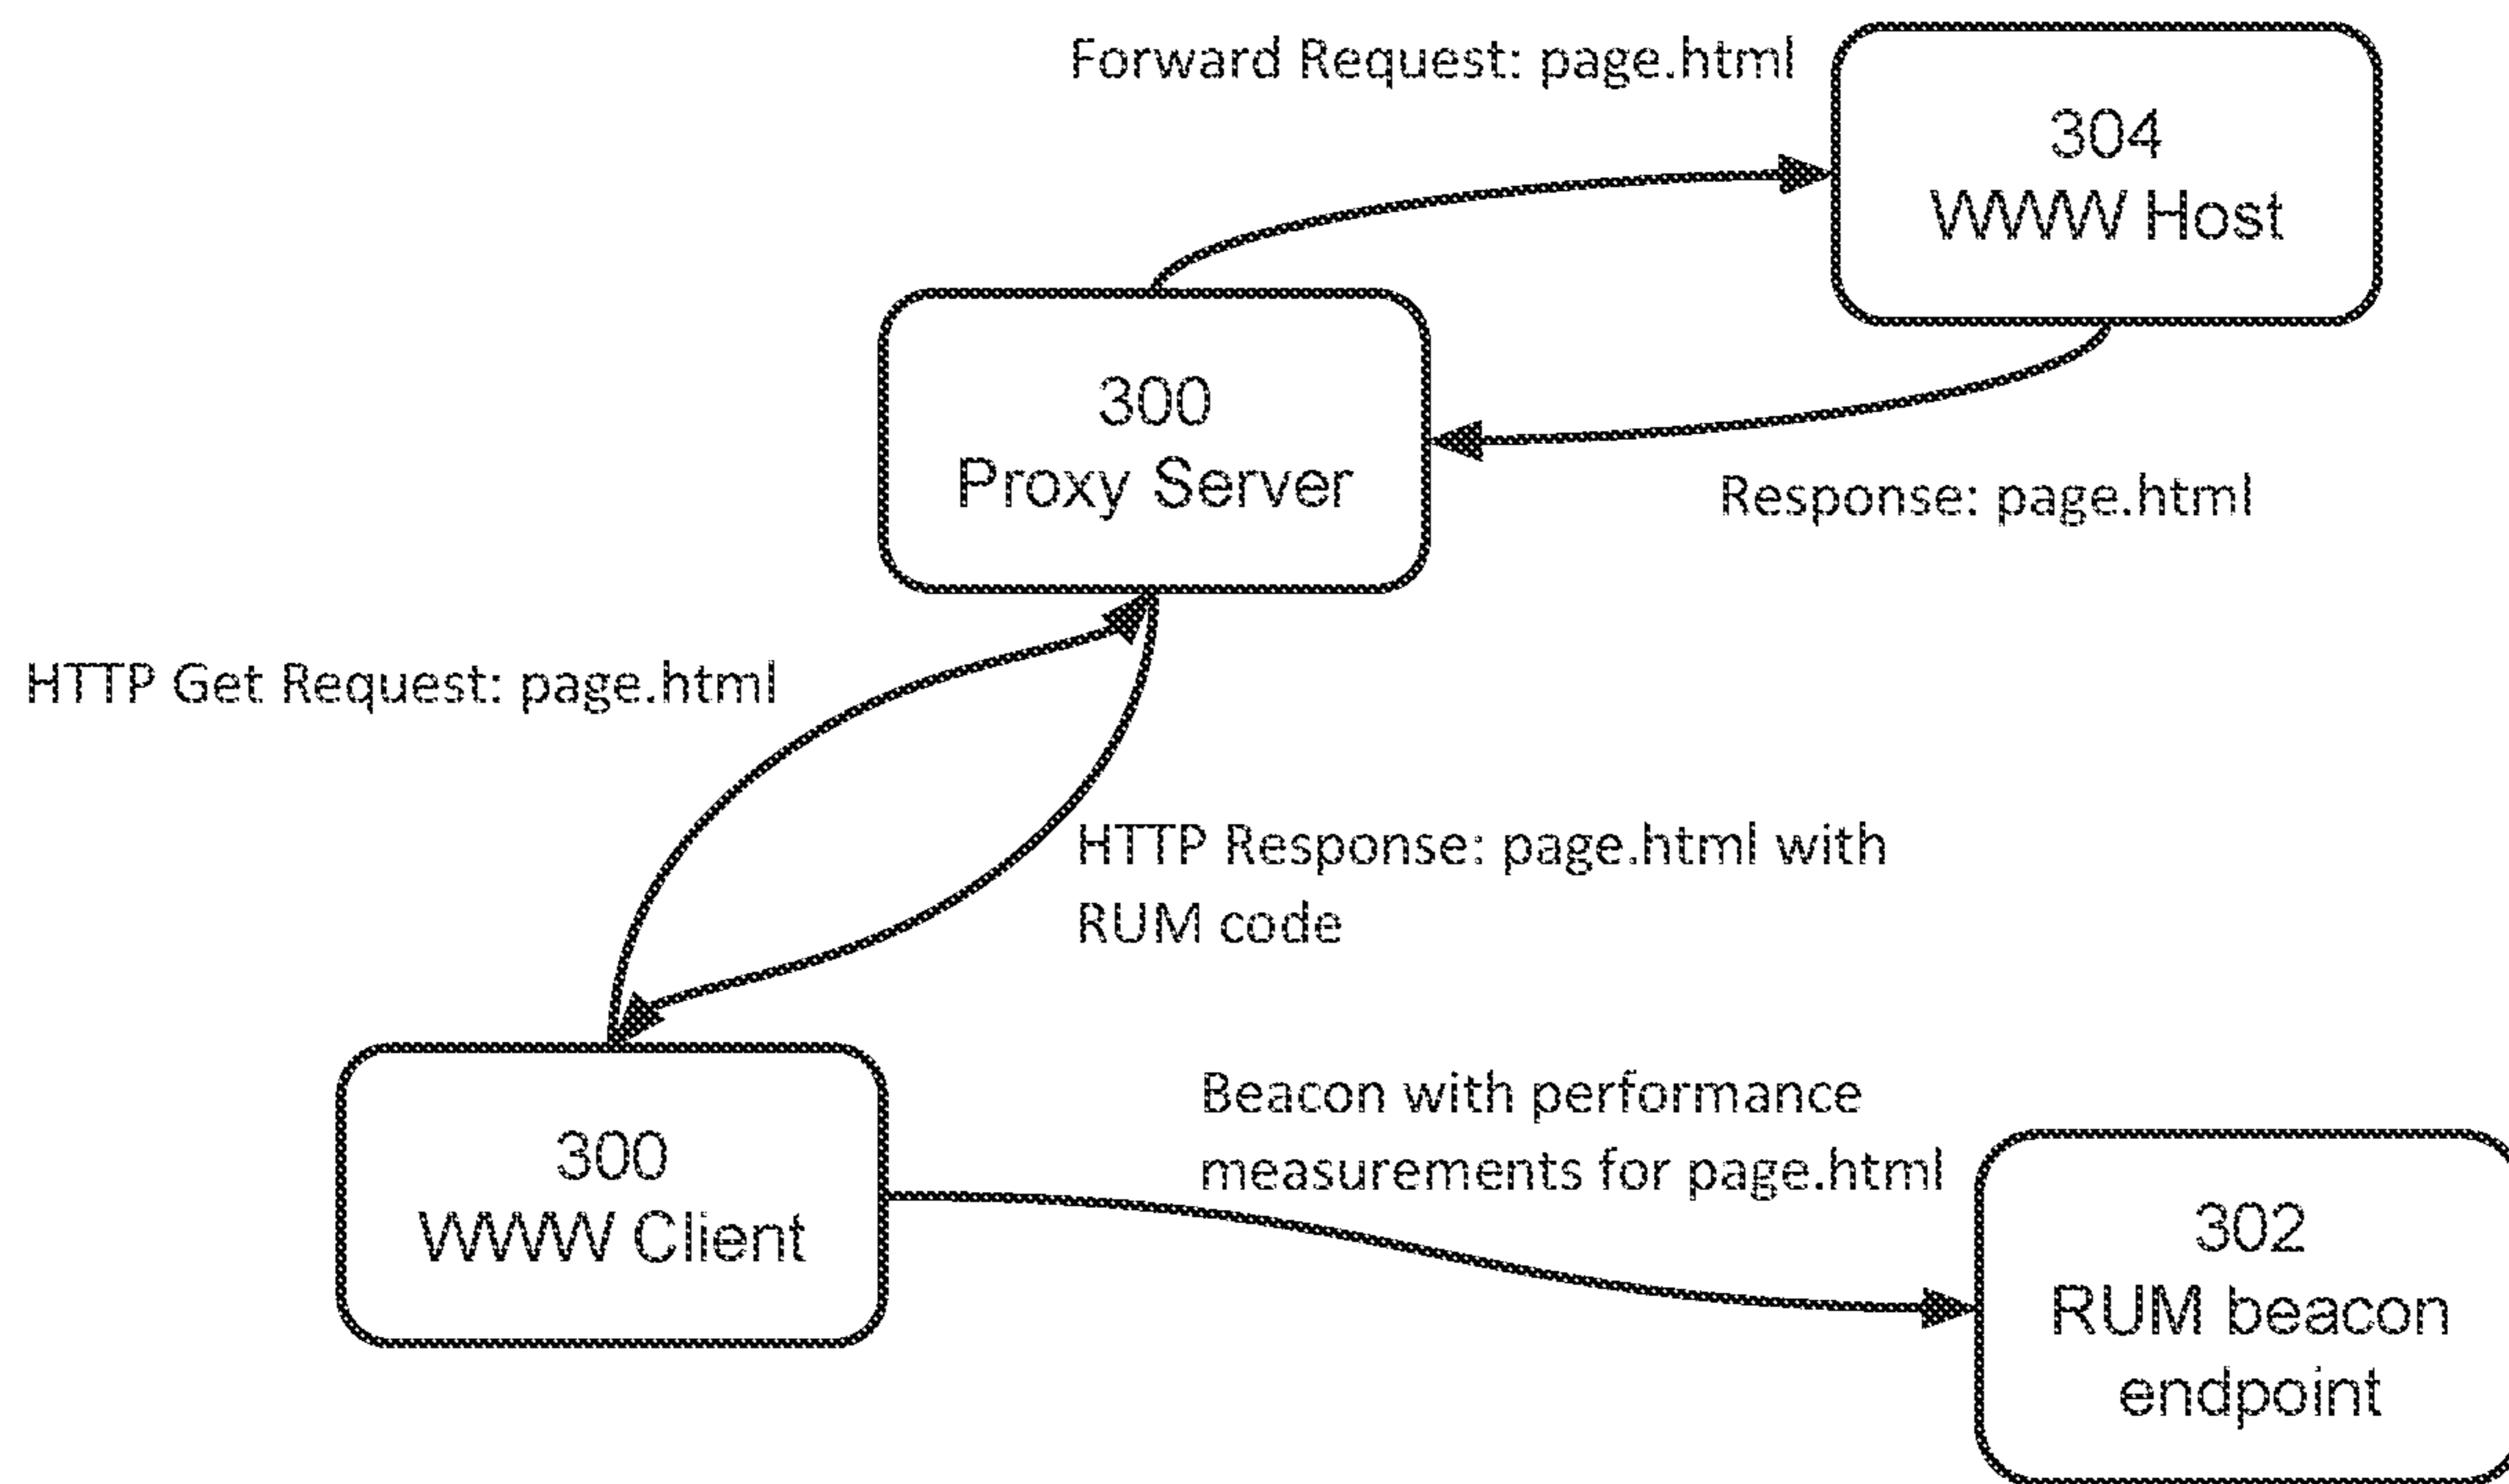 Forward Request: page.html
304
WWW Host
300
Proxy Server
Response: page.html
HTTP Get Request: page.html
HTTP Response: page.html with
RUM code
Beacon with performance
measurements for page.html
300
WWW Client
302
RUM beacon
endpoint